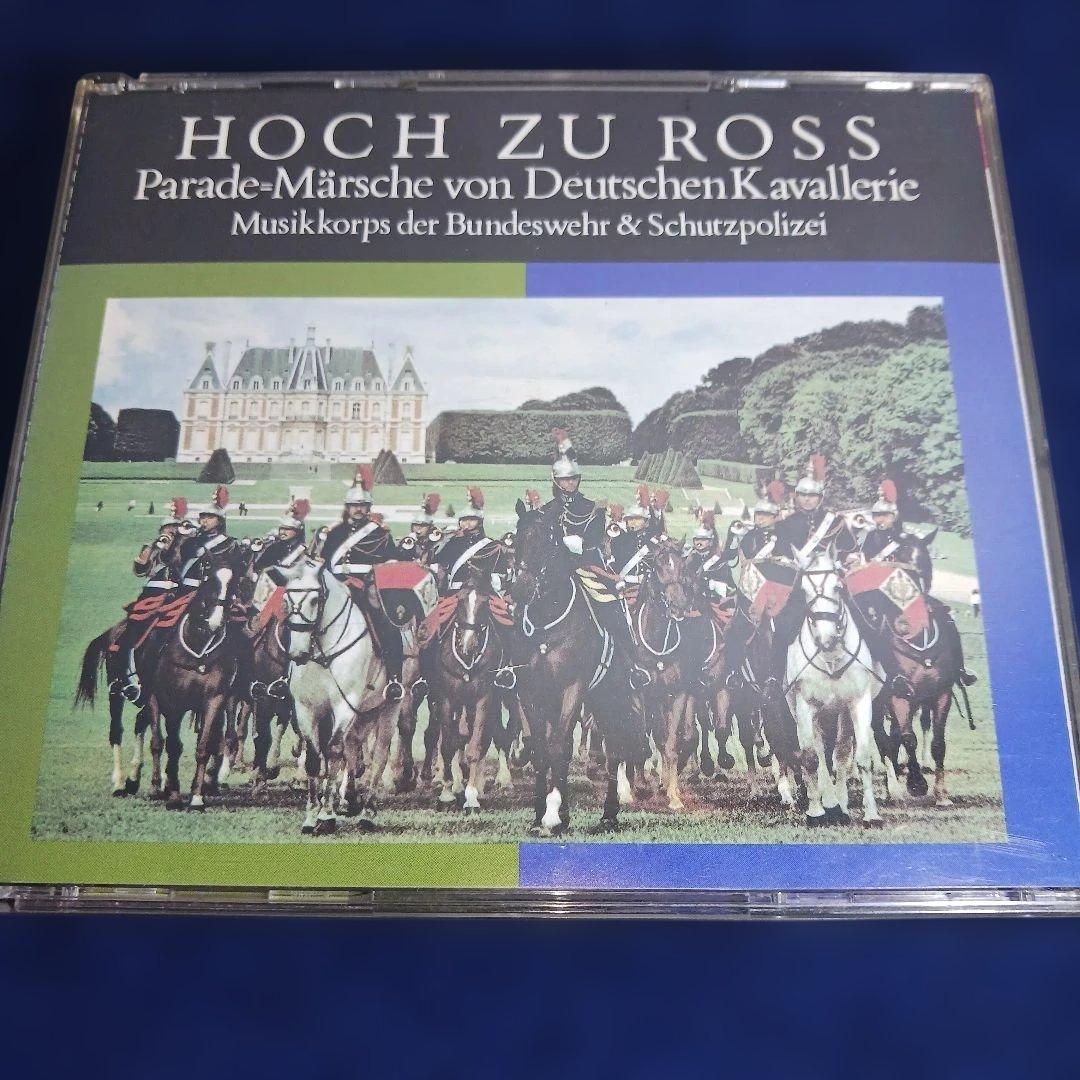 HOCH ZU ROSS
Parade=Märsche von Deutschen Kavallerie
Musikkorps der Bundeswehr & Schutzpolizei